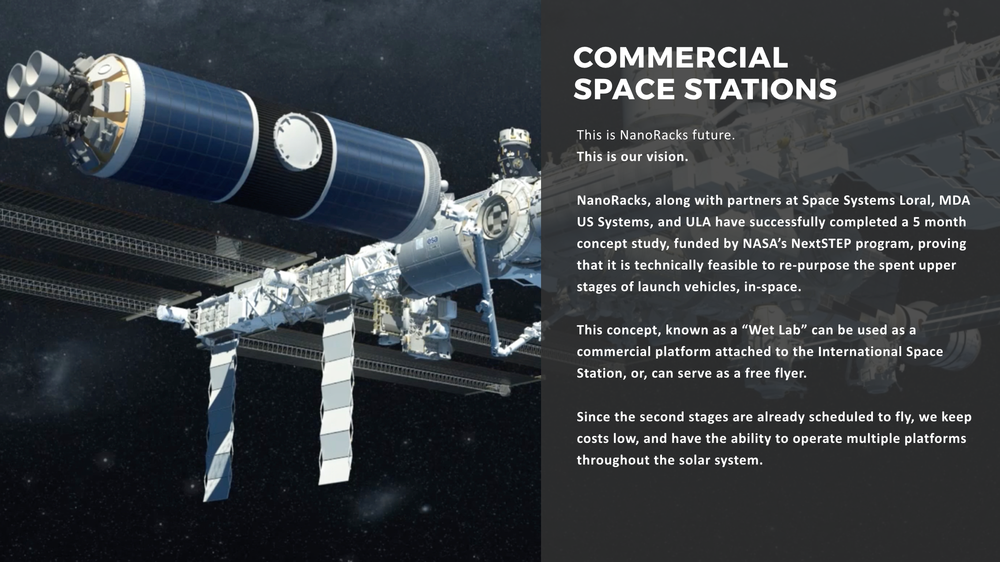 COMMERCIAL
SPACE STATIONS
This is NanoRacks future.
This is our vision.
NanoRacks, along with partners at Space Systems Loral, MDA
US Systems, and ULA have successfully completed a 5 month
concept study, funded by NASA’s NextSTEP program, proving
that it is technically feasible to re-purpose the spent upper
stages of launch vehicles, in-space.
This concept, known as a “Wet Lab” can be used as a
commercial platform attached to the International Space
Station, or, can serve as a free flyer.
Since the second stages are already scheduled to fly, we keep
costs low, and have the ability to operate multiple platforms
throughout the solar system.
esa